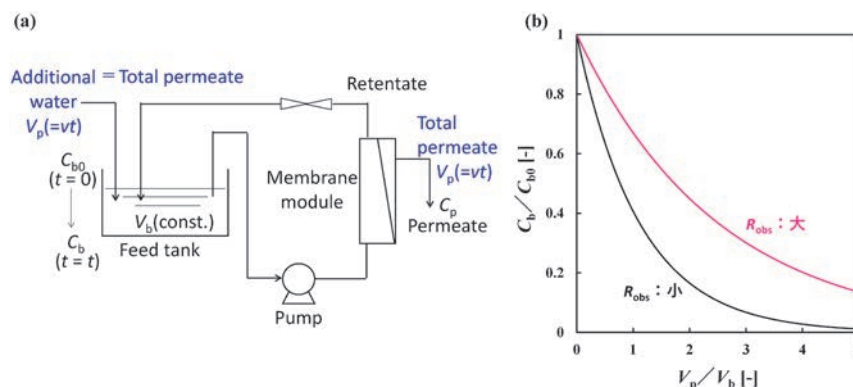 (a)
Additional = Total permeate
water
Vp(=vt)
Retentate
Total
permeate
Vp(=vt)
Cb0
(t = 0)
Membrane
module
Cp
Permeate
Vb(const.)
Cb
(t = t)
Feed tank
Pump
(b)
Cb/Cb0 [-]
1
0.8
0.6
0.4
0.2
0
Robs：大
Robs：小
0
1
2
3
4
Vp/Vb [-]